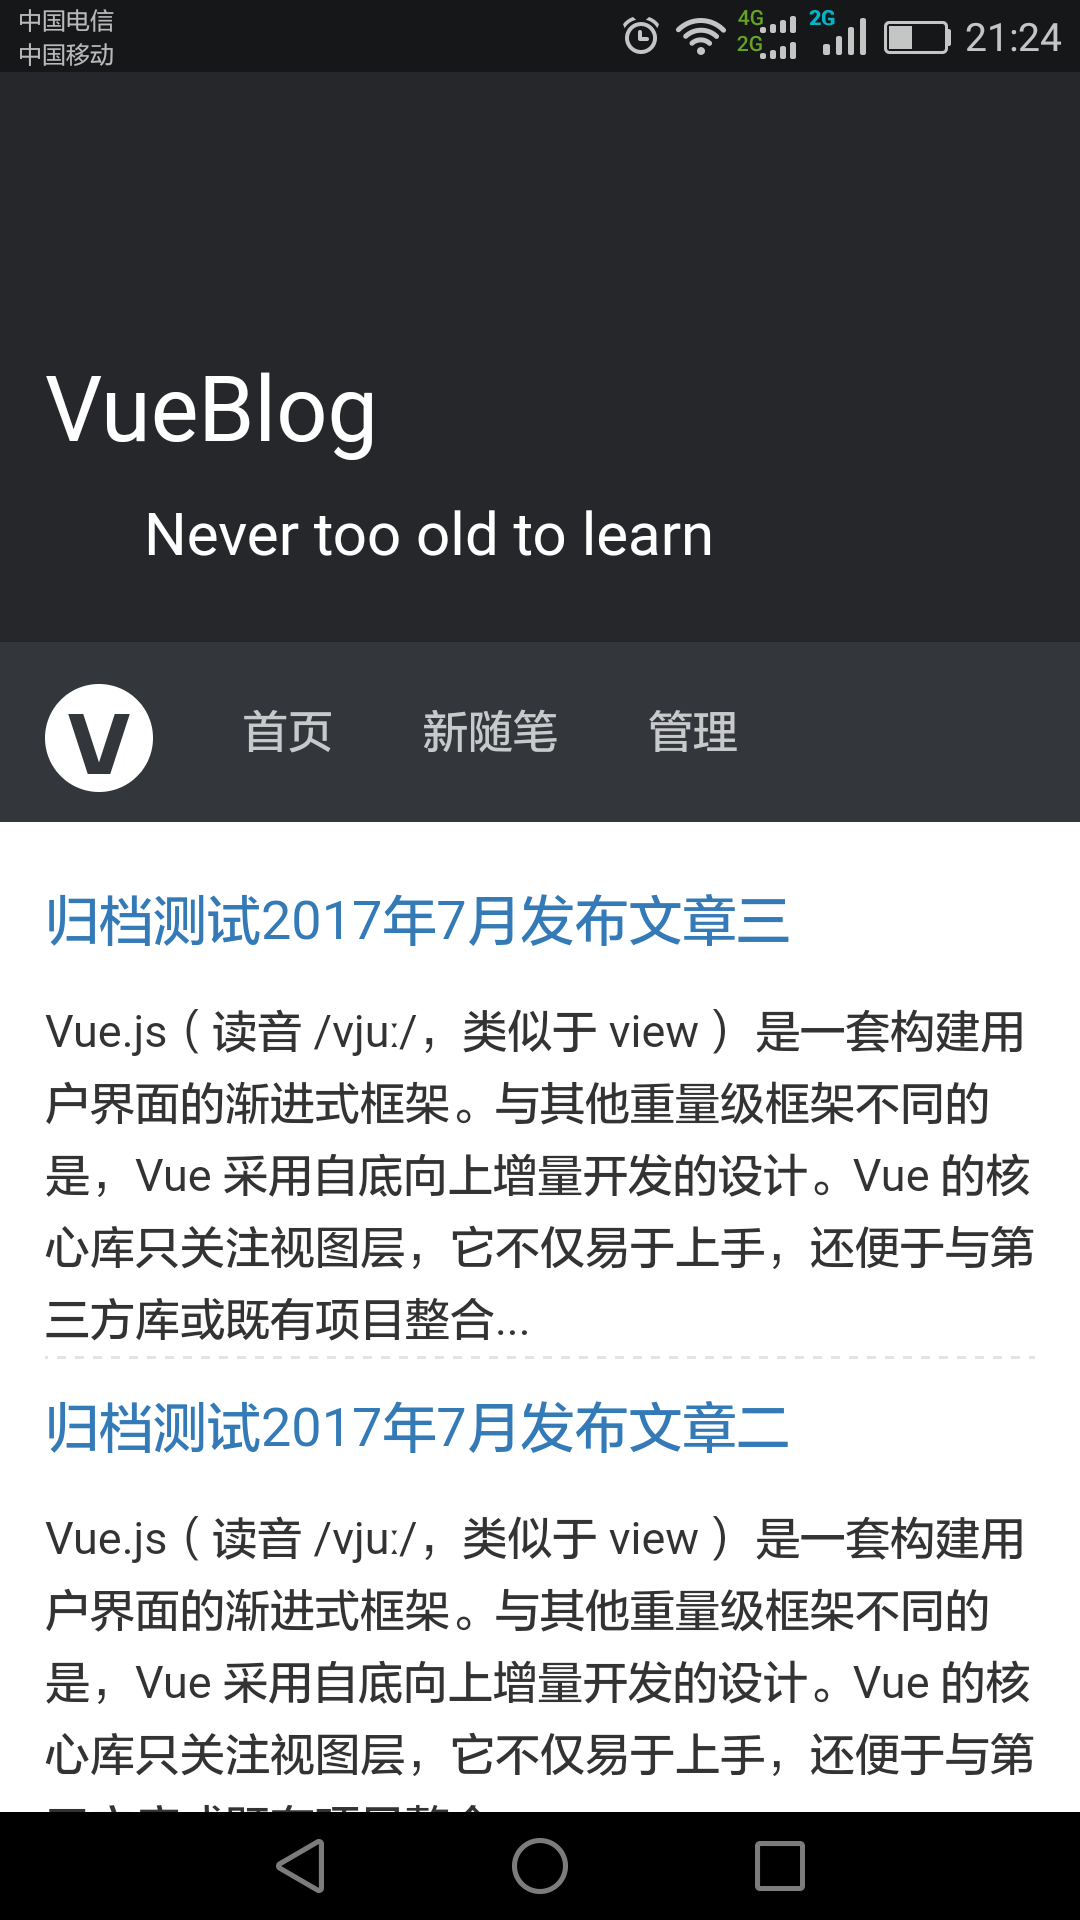 中国电信
中国移动
4G
2G
2G
21:24
VueBlog
Never too old to learn
V
首页 新随笔 管理
归档测试2017年7月发布文章三
Vue.js（读音 /vjuː/，类似于 view）是一套构建用
户界面的渐进式框架。与其他重量级框架不同的
是，Vue 采用自底向上增量开发的设计。Vue 的核
心库只关注视图层，它不仅易于上手，还便于与第
三方库或既有项目整合...
归档测试2017年7月发布文章二
Vue.js（读音 /vjuː/，类似于 view）是一套构建用
户界面的渐进式框架。与其他重量级框架不同的
是，Vue 采用自底向上增量开发的设计。Vue 的核
心库只关注视图层，它不仅易于上手，还便于与第